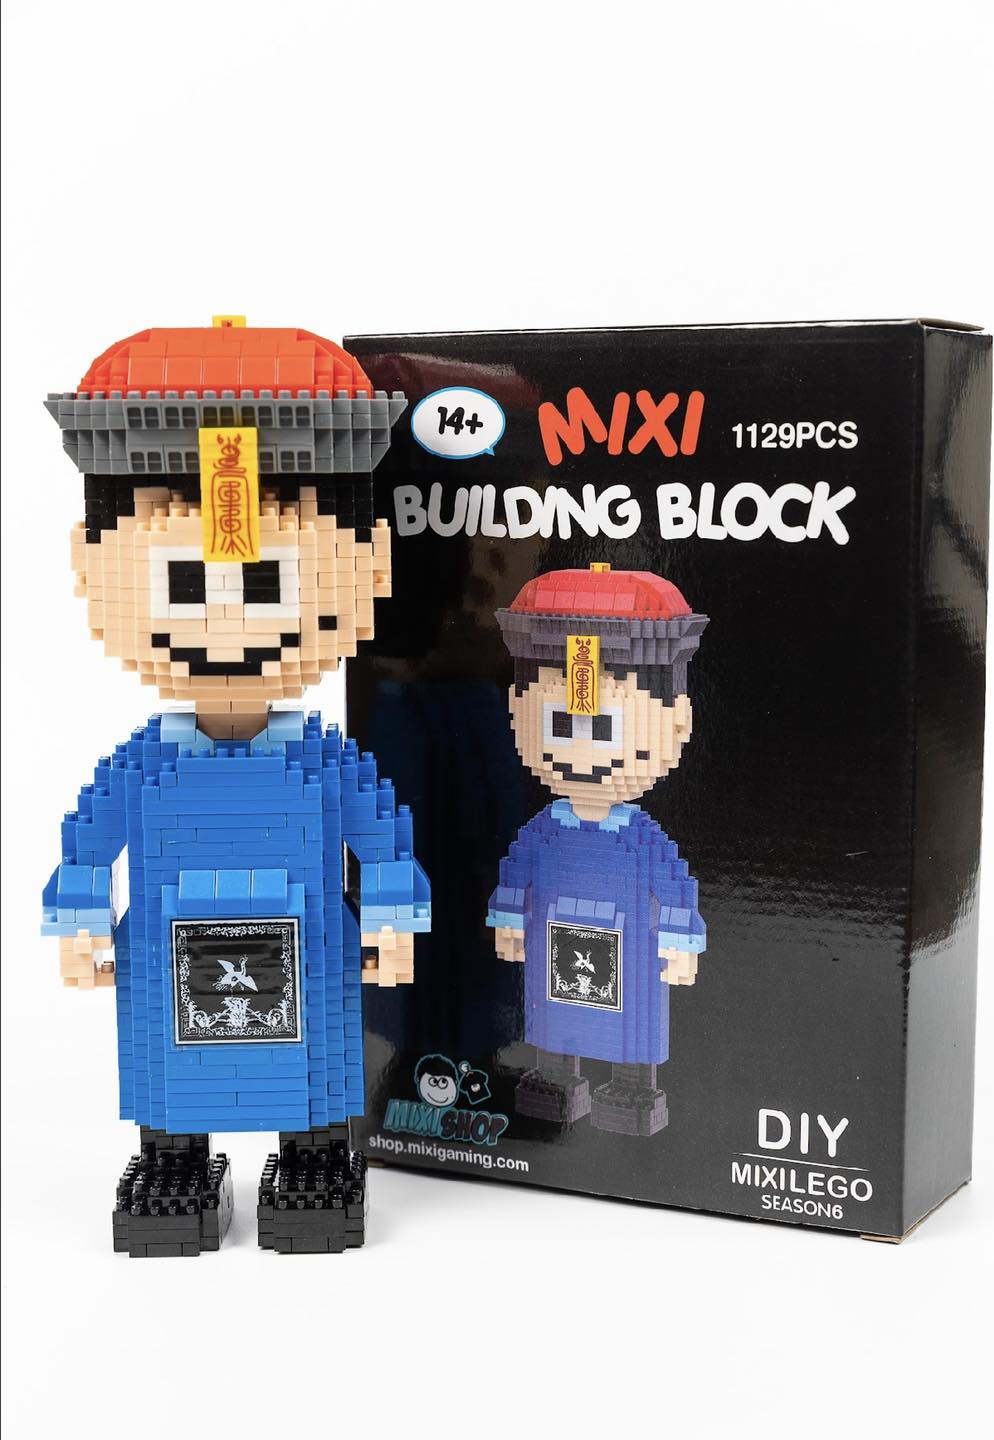 14+
MIXI
1129PCS
BUILDING BLOCK
MIXISHOP
shop.mixigaming.com
DIY
MIXILEGO
SEASON6